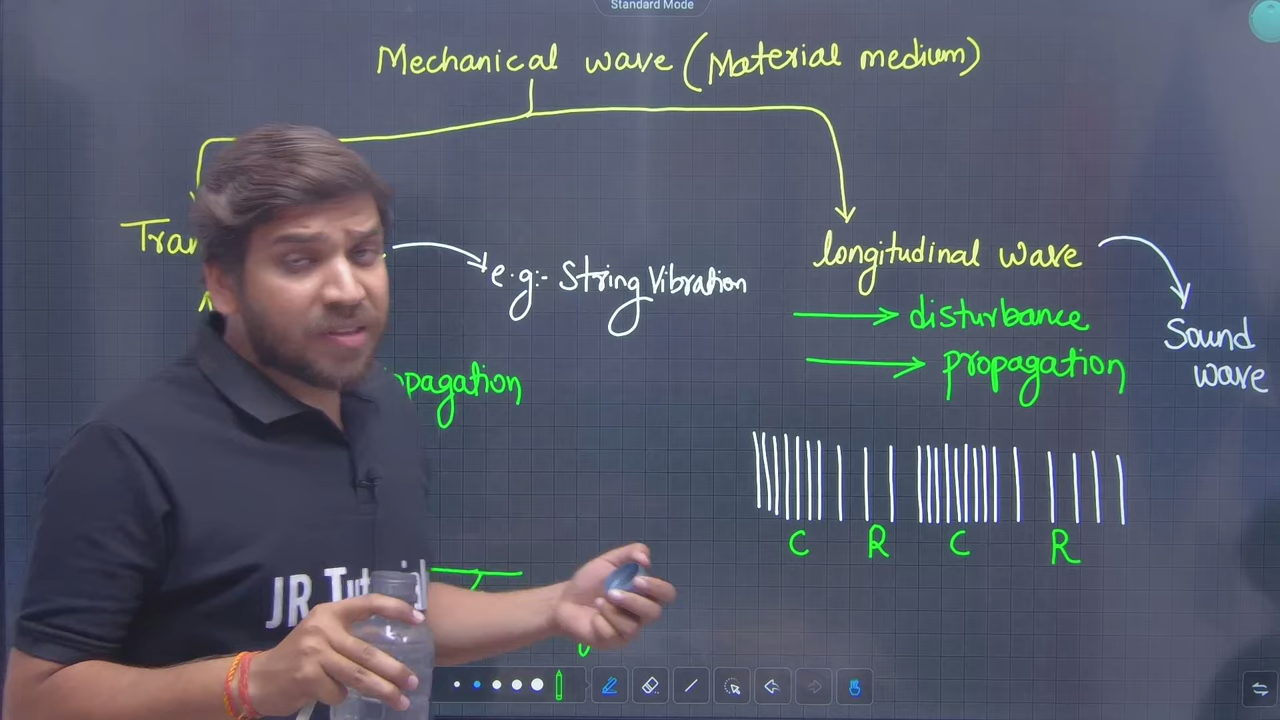 Standard Mode
Mechanical wave (Material medium)
e.g:- String Vibration
longitudinal wave
disturbance
propagation
Sound
wave
C R C R
JR